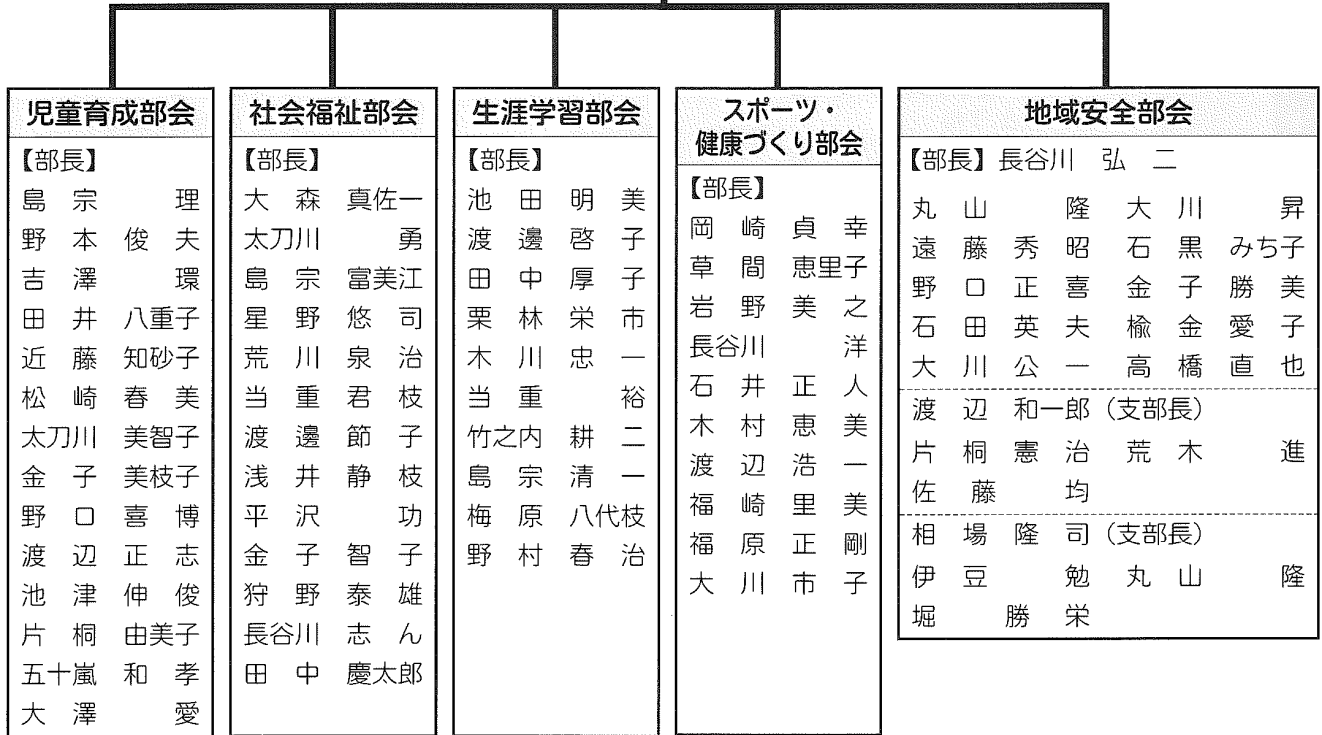 児童育成部会
【部長】
島宗 理
野本俊夫
吉澤 環
田井八重子
近藤知砂子
松崎春美
太刀川美智子
金子美枝子
野口喜博
渡辺正志
池津伸俊
片桐由美子
五十嵐和孝
大澤 愛
社会福祉部会
【部長】
大森真佐一
太刀川 勇
島宗富美江
星野悠司
荒川泉治
当重君枝
渡邊節子
浅井静枝
平沢 功
金子智子
狩野泰雄
長谷川志ん
田中慶太郎
生涯学習部会
【部長】
池田明美
渡邊啓子
田中厚子
栗林栄市
木川忠一
当重 裕
竹之内耕二
島宗清一
梅原八代枝
野村春治
スポーツ・
健康づくり部会
【部長】
岡崎貞幸
草間恵里子
岩野美之
長谷川 洋
石井正人
木村恵美
渡辺浩一
福崎里美
福原正剛
大川市子
地域安全部会
【部長】長谷川 弘二
丸山 隆 大川 昇
遠藤秀昭 石黒みち子
野口正喜 金子勝美
石田英夫 楡金愛子
大川公一 高橋直也
渡辺和一郎(支部長)
片桐憲治 荒木 進
佐藤 均
相場隆司(支部長)
伊豆 勉 丸山 隆
堀 勝栄